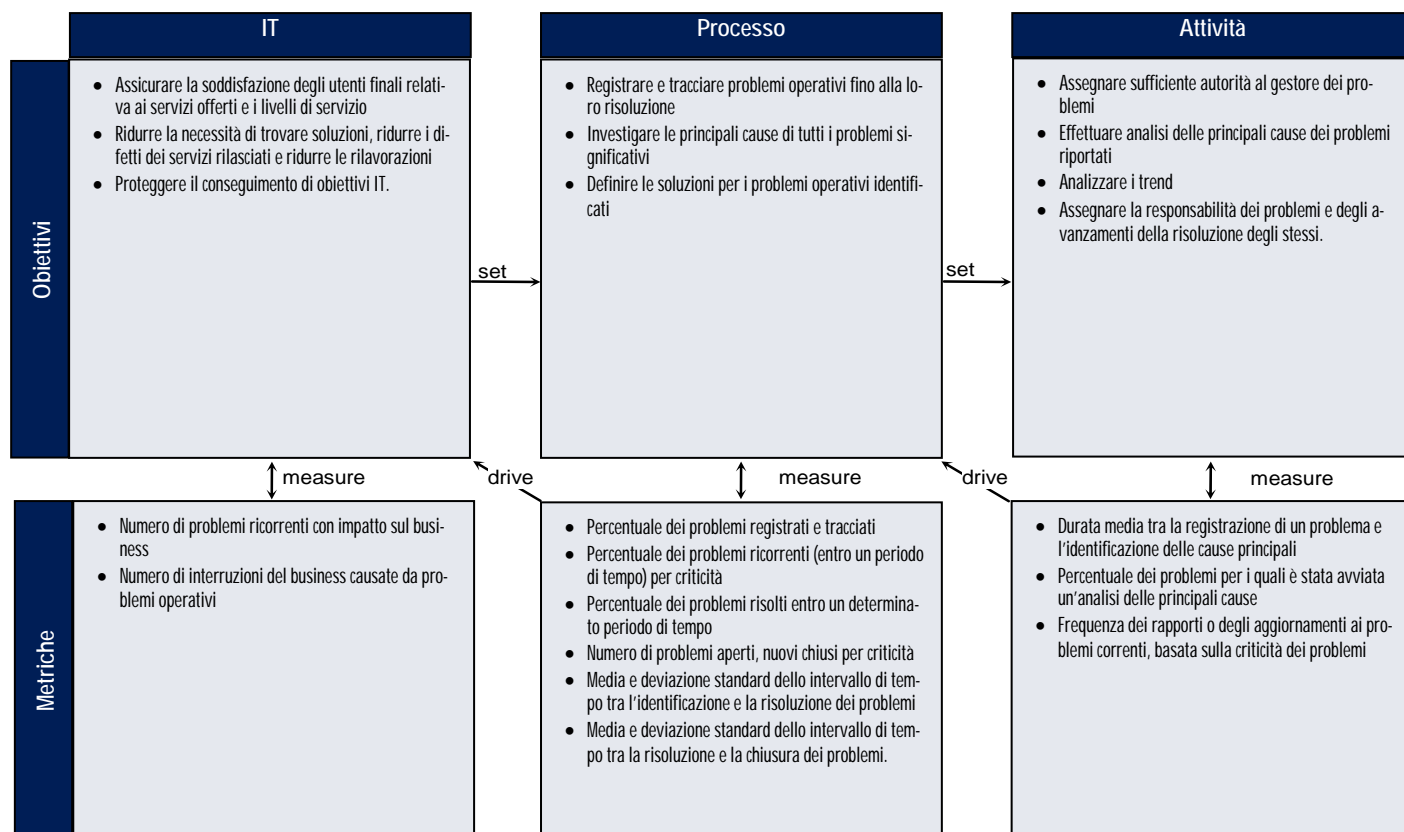 IT
Processo
Attività
Obiettivi
• Assicurare la soddisfazione degli utenti finali relati-
va ai servizi offerti e i livelli di servizio
• Ridurre la necessità di trovare soluzioni, ridurre i di-
fetti dei servizi rilasciati e ridurre le rilavorazioni
• Proteggere il conseguimento di obiettivi IT.
set
• Registrare e tracciare problemi operativi fino alla lo-
ro risoluzione
• Investigare le principali cause di tutti i problemi si-
gnificativi
• Definire le soluzioni per i problemi operativi identifi-
cati
set
• Assegnare sufficiente autorità al gestore dei pro-
blemi
• Effettuare analisi delle principali cause dei problemi
riportati
• Analizzare i trend
• Assegnare la responsabilità dei problemi e degli a-
vanzamenti della risoluzione degli stessi.
measure
drive
measure
drive
measure
Metriche
• Numero di problemi ricorrenti con impatto sul busi-
ness
• Numero di interruzioni del business causate da pro-
blemi operativi
• Percentuale dei problemi registrati e tracciati
• Percentuale dei problemi ricorrenti (entro un periodo
di tempo) per criticità
• Percentuale dei problemi risolti entro un determina-
to periodo di tempo
• Numero di problemi aperti, nuovi chiusi per criticità
• Media e deviazione standard dello intervallo di tem-
po tra l'identificazione e la risoluzione dei problemi
• Media e deviazione standard dello intervallo di tem-
po tra la risoluzione e la chiusura dei problemi.
• Durata media tra la registrazione di un problema e
l'identificazione delle cause principali
• Percentuale dei problemi per i quali è stata avviata
un'analisi delle principali cause
• Frequenza dei rapporti o degli aggiornamenti ai pro-
blemi correnti, basata sulla criticità dei problemi